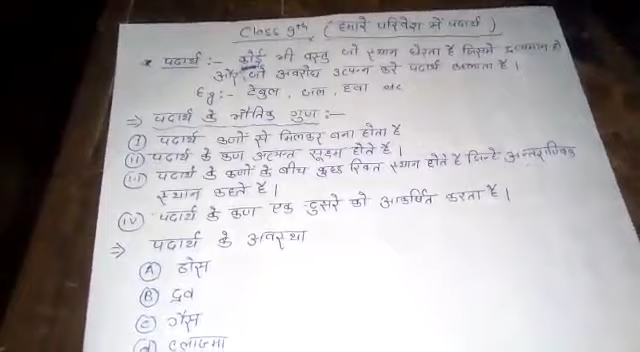 Class 9th ( हमारे परिवेश में पदार्थ )
* पदार्थ :- कोई भी वस्तु जो स्थान घेरता है जिसमें द्रव्यमान हो
और जो अवरोध उत्पन्न करे पदार्थ कहलाता है।
Eg :- टेबुल , जल , हवा etc
⇒ पदार्थ के भौतिक गुण :-
(I) पदार्थ कणों से मिलकर बना होता है
(II) पदार्थ के कण अत्यन्त सूक्ष्म होते है।
(III) पदार्थ के कणों के बीच कुछ रिक्त स्थान होते है जिन्हे अन्तराण्विक
स्थान कहते है।
(IV) पदार्थ के कण एक दुसरे को आकर्षित करता है।
⇒ पदार्थ के अवस्था
(A) ठोस
(B) द्रव
(C) गैस
(d) प्लाज्मा